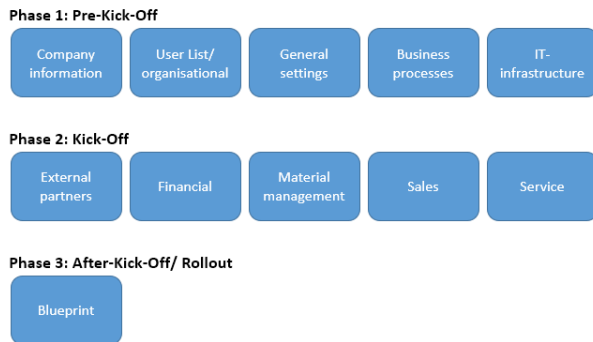 Phase 1: Pre-Kick-Off
Company
information
User List/
organisational
General
settings
Business
processes
IT-
infrastructure
Phase 2: Kick-Off
External
partners
Financial
Material
management
Sales
Service
Phase 3: After-Kick-Off/ Rollout
Blueprint